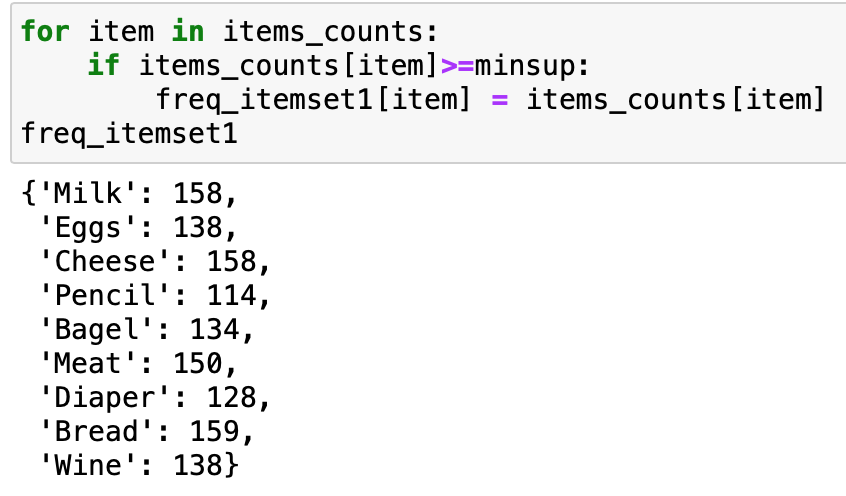 for item in items_counts:
    if items_counts[item]>=minsup:
        freq_itemset1[item] = items_counts[item]
freq_itemset1
{'Milk': 158,
 'Eggs': 138,
 'Cheese': 158,
 'Pencil': 114,
 'Bagel': 134,
 'Meat': 150,
 'Diaper': 128,
 'Bread': 159,
 'Wine': 138}